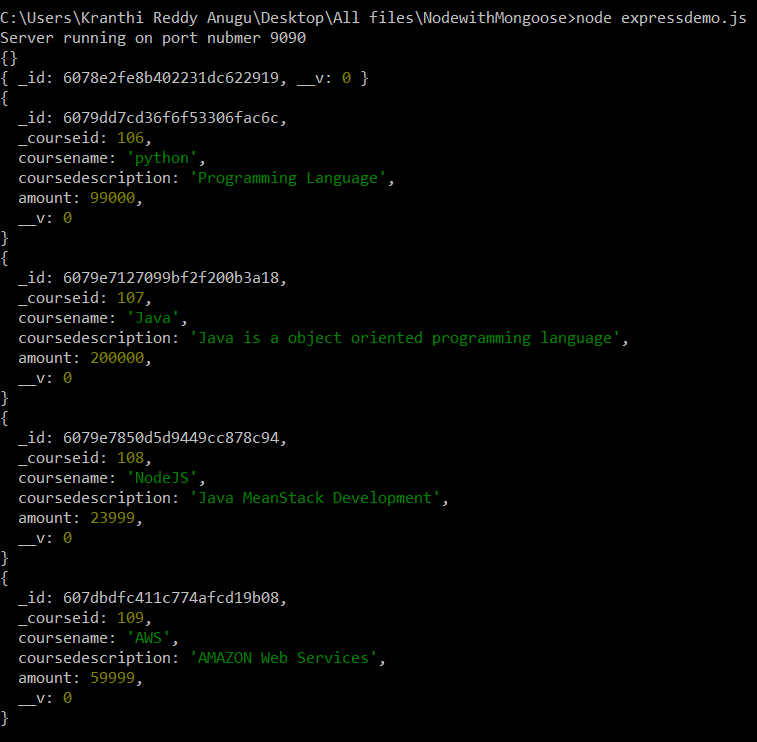 C:\Users\Kranthi Reddy Anugu\Desktop\All files\NodewithMongoose>node expressdemo.js
Server running on port nubmer 9090
{}
{ _id: 6078e2fe8b402231dc622919, __v: 0 }
{
  _id: 6079dd7cd36f6f53306fac6c,
  _courseid: 106,
  coursename: 'python',
  coursedescription: 'Programming Language',
  amount: 99000,
  __v: 0
}
{
  _id: 6079e7127099bf2f200b3a18,
  _courseid: 107,
  coursename: 'Java',
  coursedescription: 'Java is a object oriented programming language',
  amount: 200000,
  __v: 0
}
{
  _id: 6079e7850d5d9449cc878c94,
  _courseid: 108,
  coursename: 'NodeJS',
  coursedescription: 'Java MeanStack Development',
  amount: 23999,
  __v: 0
}
{
  _id: 607dbdfc411c774afcd19b08,
  _courseid: 109,
  coursename: 'AWS',
  coursedescription: 'AMAZON Web Services',
  amount: 59999,
  __v: 0
}